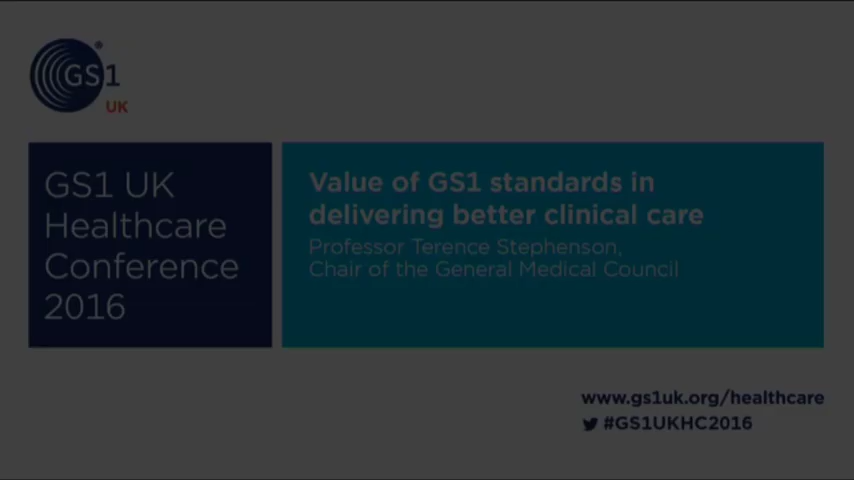 GS1
UK
GS1 UK
Healthcare
Conference
2016
Value of GS1 standards in
delivering better clinical care
Professor Terence Stephenson,
Chair of the General Medical Council
www.gs1uk.org/healthcare
#GS1UKHC2016